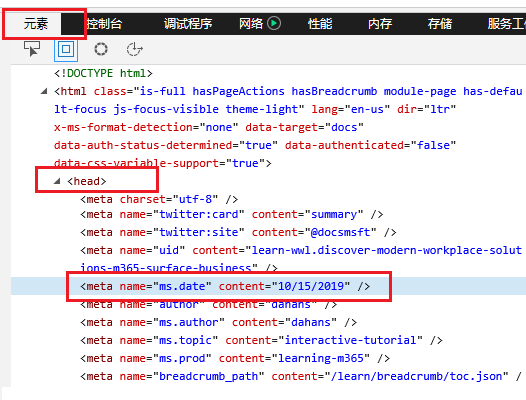 元素 控制台 调试程序 网络 性能 内存 存储 服务工
<!DOCTYPE html>
<html class="is-full hasPageActions hasBreadcrumb module-page has-defau
lt-focus js-focus-visible theme-light" lang="en-us" dir="ltr"
x-ms-format-detection="none" data-target="docs"
data-auth-status-determined="true" data-authenticated="false"
data-css-variable-support="true">
<head>
<meta charset="utf-8" />
<meta name="twitter:card" content="summary" />
<meta name="twitter:site" content="@docsmsft" />
<meta name="uid" content="learn-wwl.discover-modern-workplace-solut
ions-m365-surface-business" />
<meta name="ms.date" content="10/15/2019" />
<meta name="author" content="dahans" />
<meta name="ms.author" content="dahans" />
<meta name="ms.topic" content="interactive-tutorial" />
<meta name="ms.prod" content="learning-m365" />
<meta name="breadcrumb_path" content="/learn/breadcrumb/toc.json" /